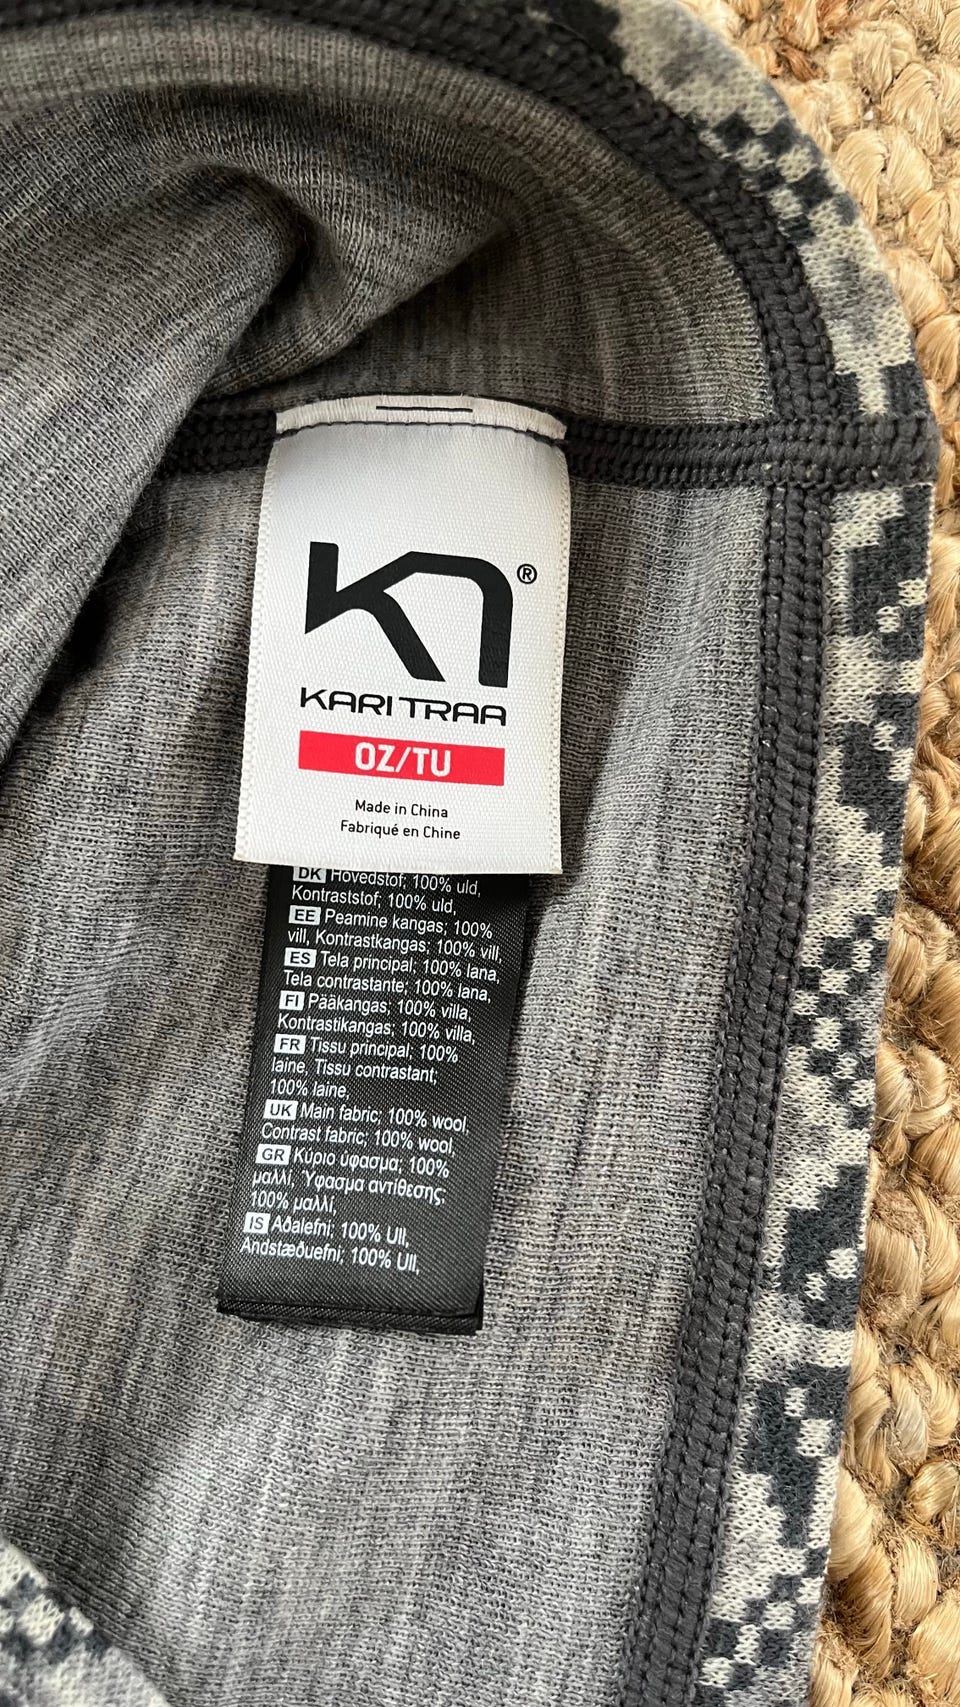 ®
KARI TRAA
OZ/TU
Made in China
Fabriqué en Chine
DK Hovedstof; 100% uld,
Kontraststof; 100% uld,
EE Peamine kangas; 100%
vill, Kontrastkangas; 100% vill,
ES Tela principal; 100% lana,
Tela contrastante; 100% lana,
FI Pääkangas; 100% villa,
Kontrastikangas; 100% villa,
FR Tissu principal; 100%
laine, Tissu contrastant;
100% laine,
UK Main fabric; 100% wool,
Contrast fabric; 100% wool,
GR Κύριο ύφασμα; 100%
μαλλί, Ύφασμα αντίθεσης;
100% μαλλί,
IS Aðalefni; 100% Ull,
Andstæðuefni; 100% Ull,